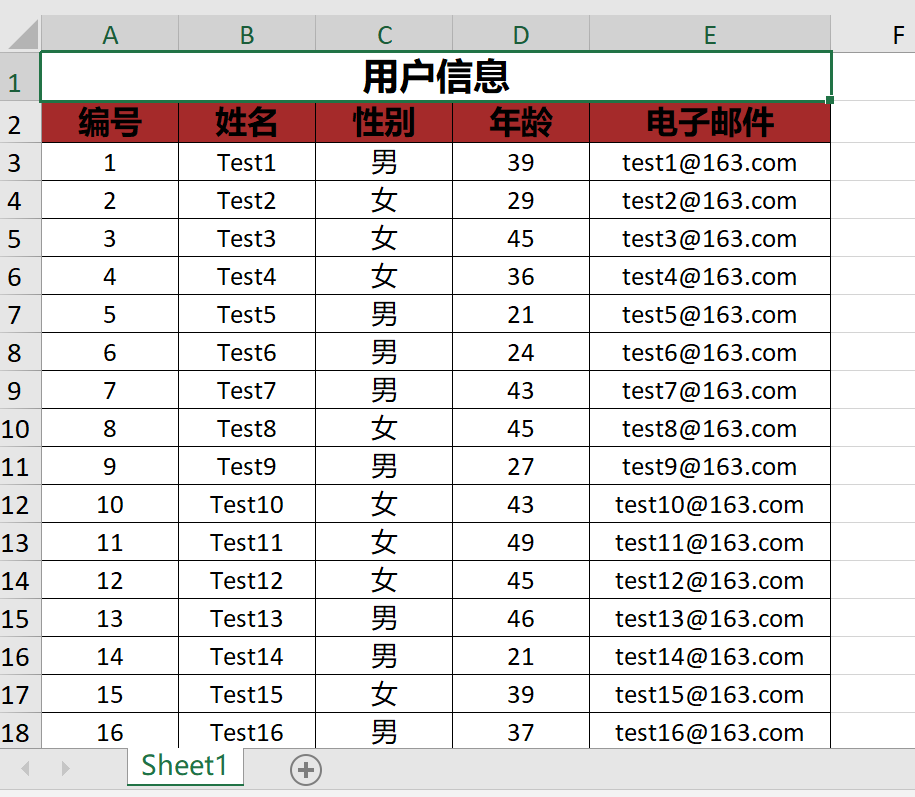 A B C D E F
1 用户信息
2 编号 姓名 性别 年龄 电子邮件
3 1 Test1 男 39 test1@163.com
4 2 Test2 女 29 test2@163.com
5 3 Test3 女 45 test3@163.com
6 4 Test4 女 36 test4@163.com
7 5 Test5 男 21 test5@163.com
8 6 Test6 男 24 test6@163.com
9 7 Test7 男 43 test7@163.com
10 8 Test8 女 45 test8@163.com
11 9 Test9 男 27 test9@163.com
12 10 Test10 女 43 test10@163.com
13 11 Test11 女 49 test11@163.com
14 12 Test12 女 45 test12@163.com
15 13 Test13 男 46 test13@163.com
16 14 Test14 男 21 test14@163.com
17 15 Test15 女 39 test15@163.com
18 16 Test16 男 37 test16@163.com
Sheet1